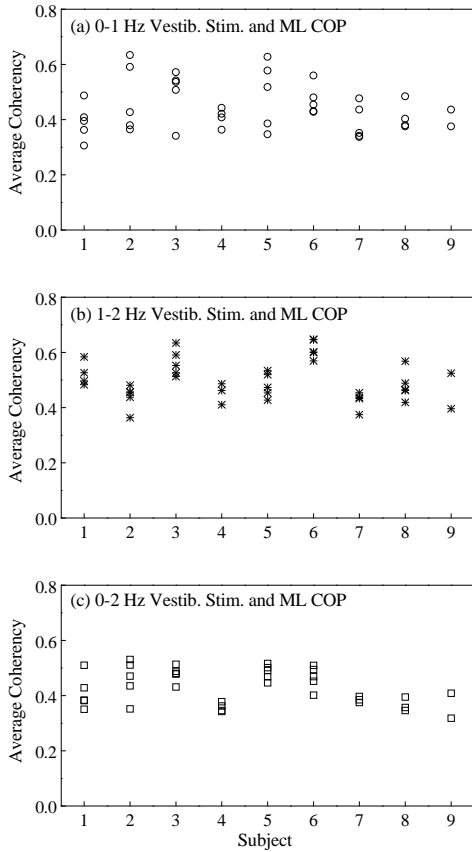 (a) 0-1 Hz Vestib. Stim. and ML COP
Average Coherency
0.8
0.6
0.4
0.2
0.0
1 2 3 4 5 6 7 8 9
(b) 1-2 Hz Vestib. Stim. and ML COP
Average Coherency
0.8
0.6
0.4
0.2
0.0
1 2 3 4 5 6 7 8 9
(c) 0-2 Hz Vestib. Stim. and ML COP
Average Coherency
0.8
0.6
0.4
0.2
0.0
1 2 3 4 5 6 7 8 9
Subject